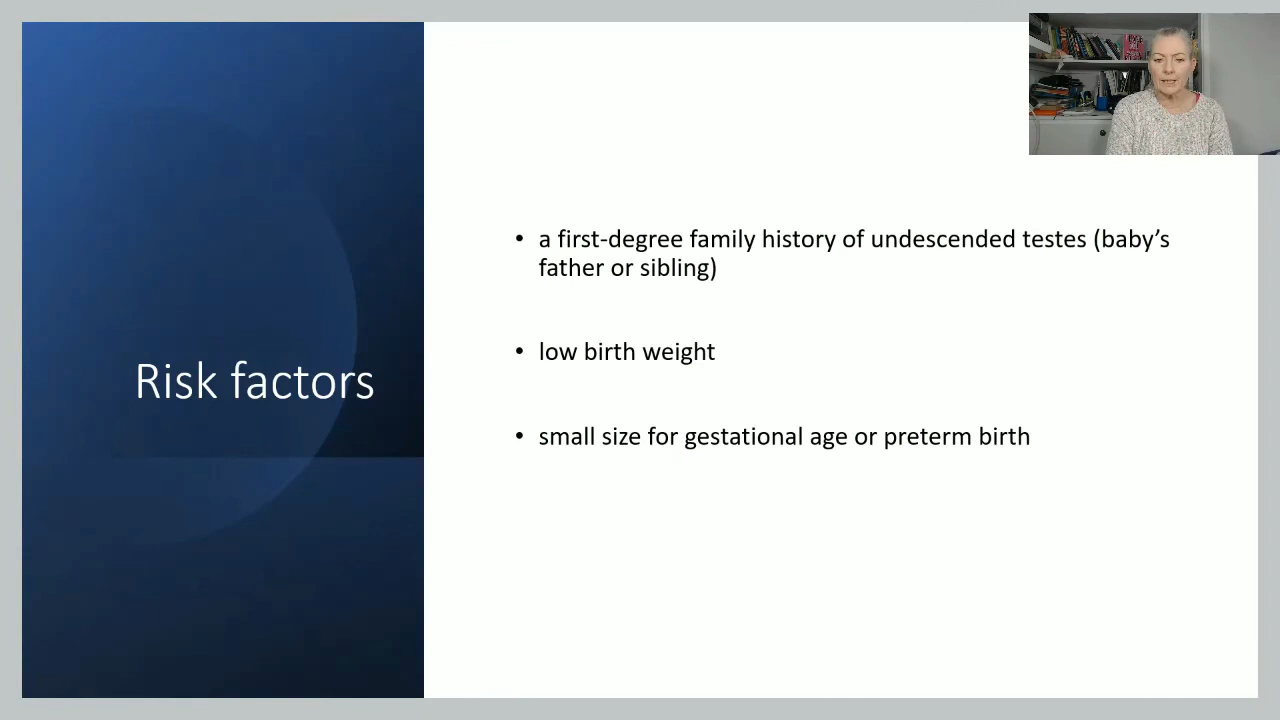 Risk factors
• a first-degree family history of undescended testes (baby’s
father or sibling)
• low birth weight
• small size for gestational age or preterm birth